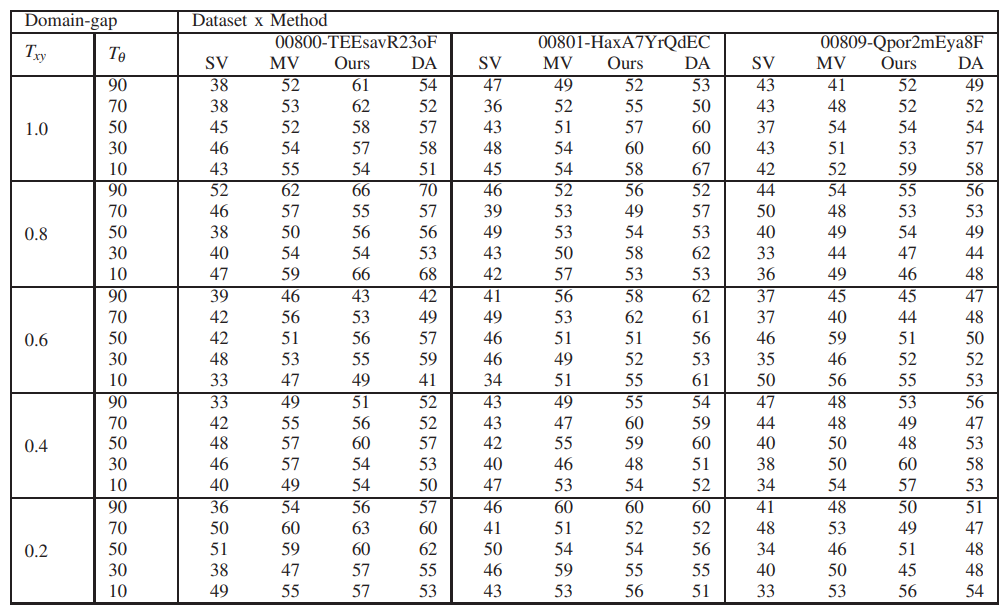 Domain-gap Dataset x Method
Txy Tθ 00800-TEEsavR23oF 00801-HaxA7YrQdEC 00809-Qpor2mEya8F
SV MV Ours DA SV MV Ours DA SV MV Ours DA
1.0
90 38 52 61 54 47 49 52 53 43 41 52 49
70 38 53 62 52 36 52 55 50 43 48 52 52
50 45 52 58 57 43 51 57 60 37 54 54 54
30 46 54 57 58 48 54 60 60 43 51 53 57
10 43 55 54 51 45 54 58 67 42 52 59 58
0.8
90 52 62 66 70 46 52 56 52 44 54 55 56
70 46 57 55 57 39 53 49 57 50 48 53 53
50 38 50 56 56 49 53 54 53 40 49 54 49
30 40 54 54 53 43 50 58 62 33 44 47 44
10 47 59 66 68 42 57 53 53 36 49 46 48
0.6
90 39 46 43 42 41 56 58 62 37 45 45 47
70 42 56 53 49 49 53 62 61 37 40 44 48
50 42 51 56 57 46 51 51 56 46 59 51 50
30 48 53 55 59 46 49 52 53 35 46 52 52
10 33 47 49 41 34 51 55 61 50 56 55 53
0.4
90 33 49 51 52 43 49 55 54 47 48 53 56
70 42 55 56 52 43 47 60 59 44 48 49 47
50 48 57 60 57 42 55 59 60 40 50 48 53
30 46 57 54 53 40 46 48 51 38 50 60 58
10 40 49 54 50 47 53 54 52 34 54 57 53
0.2
90 36 54 56 57 46 60 60 60 41 48 50 51
70 50 60 63 60 41 51 52 52 48 53 49 47
50 51 59 60 62 50 54 54 56 34 46 51 48
30 38 47 57 55 46 59 55 55 40 50 45 48
10 49 55 57 53 43 53 56 51 33 53 56 54